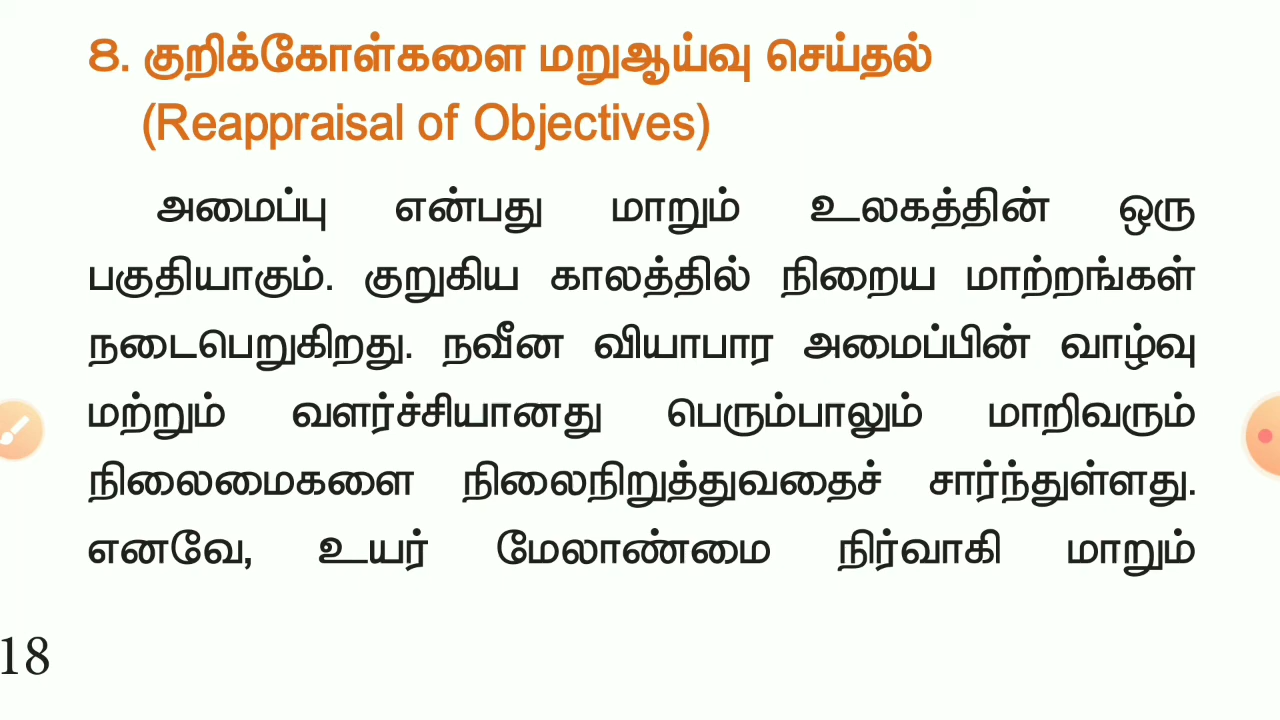 8. குறிக்கோள்களை மறுஆய்வு செய்தல்
(Reappraisal of Objectives)
அமைப்பு என்பது மாறும் உலகத்தின் ஒரு
பகுதியாகும். குறுகிய காலத்தில் நிறைய மாற்றங்கள்
நடைபெறுகிறது. நவீன வியாபார அமைப்பின் வாழ்வு
மற்றும் வளர்ச்சியானது பெரும்பாலும் மாறிவரும்
நிலைமைகளை நிலைநிறுத்துவதைச் சார்ந்துள்ளது.
எனவே, உயர் மேலாண்மை நிர்வாகி மாறும்
18